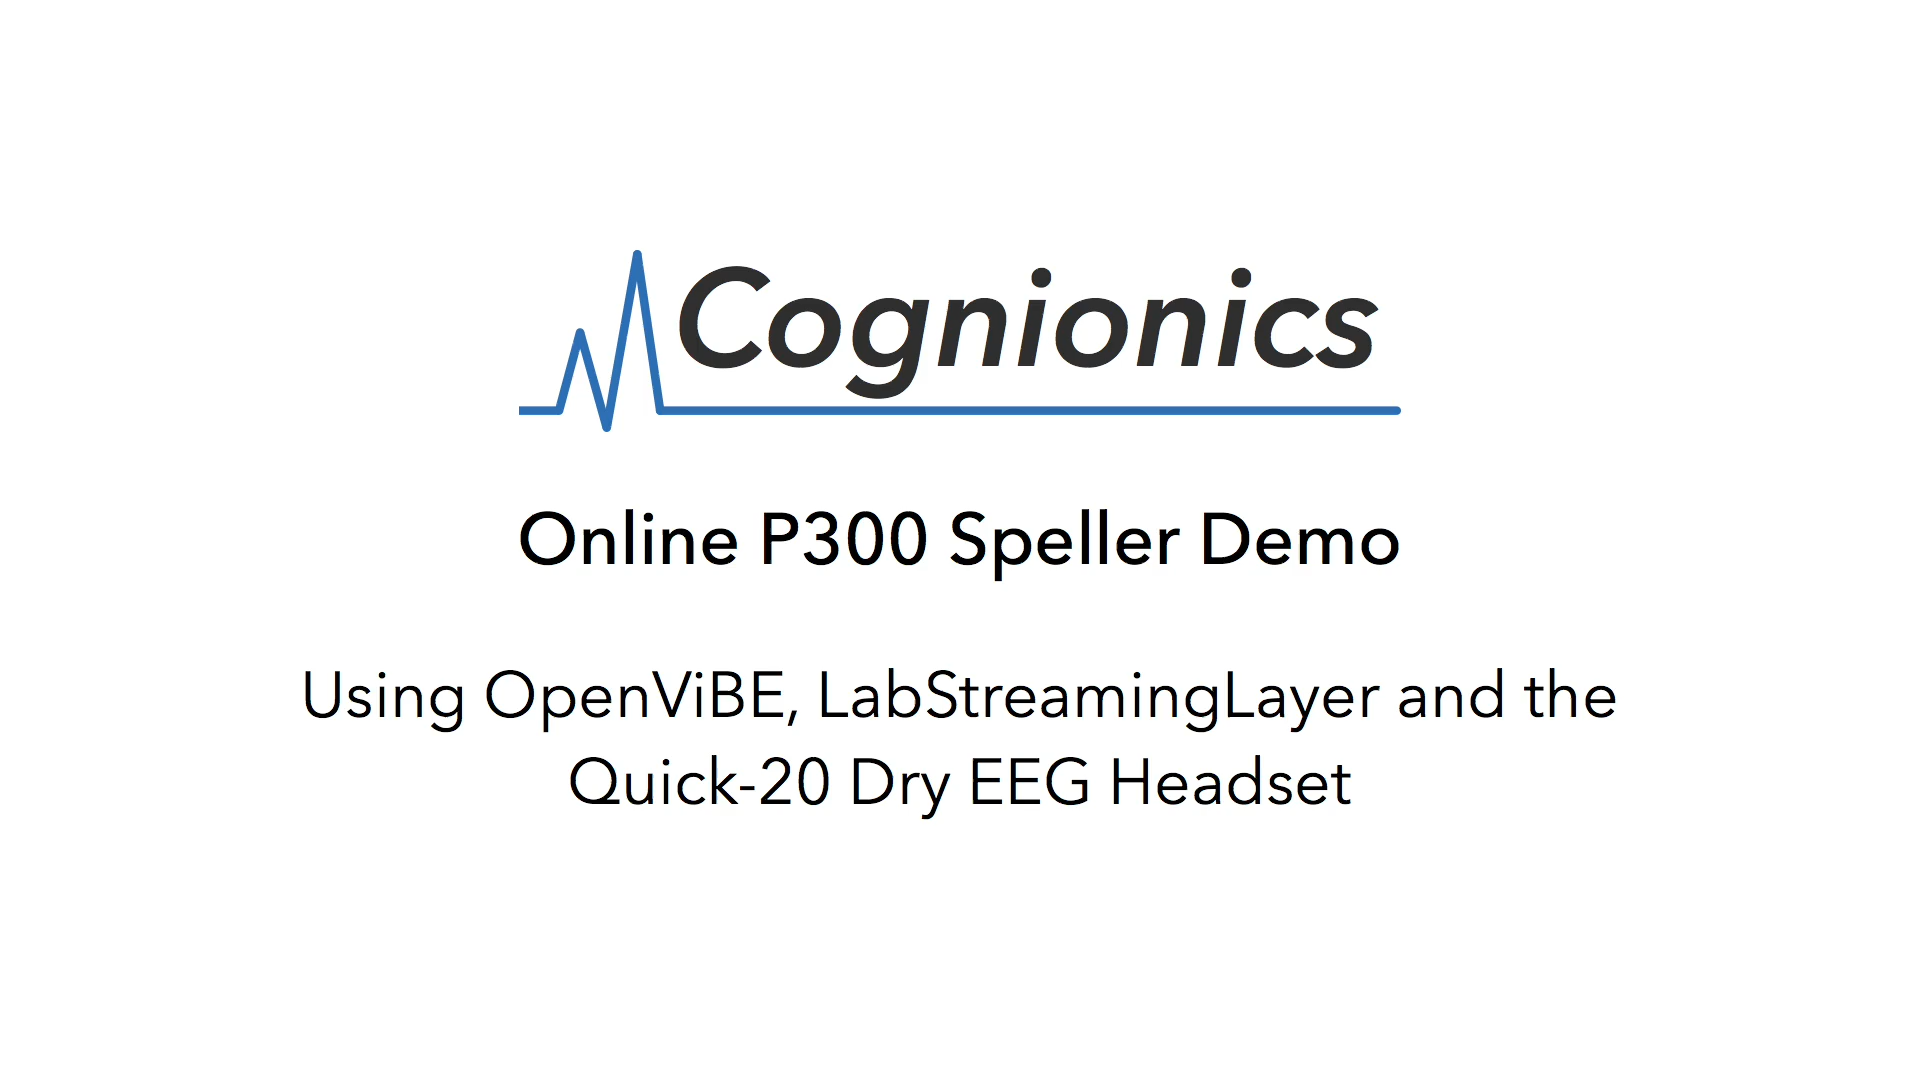 Cognionics
Online P300 Speller Demo
Using OpenViBE, LabStreamingLayer and the
Quick-20 Dry EEG Headset